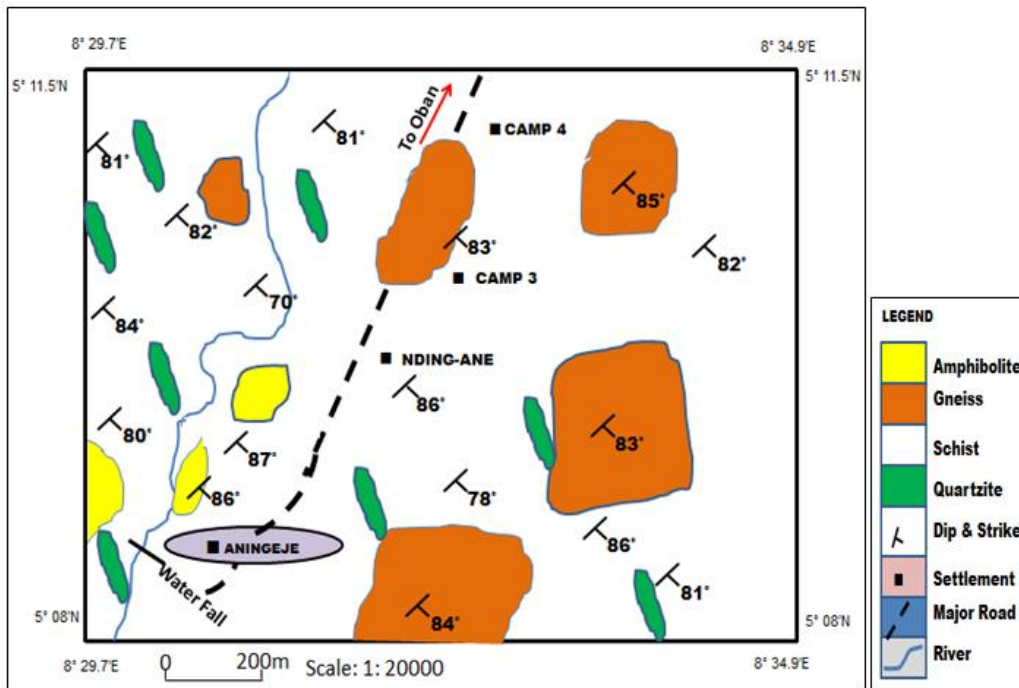 8° 29.7'E
8° 34.9'E
5° 11.5'N
5° 11.5'N
To Oban
81°
81°
CAMP 4
85°
82°
83°
82°
CAMP 3
70°
84°
NDING-ANE
86°
80°
87°
83°
86°
78°
86°
ANINGEJE
Water Fall
81°
84°
5° 08'N
5° 08'N
8° 29.7'E
0 200m
Scale: 1:20000
8° 34.9'E
LEGEND
Amphibolite
Gneiss
Schist
Quartzite
Dip & Strike
Settlement
Major Road
River